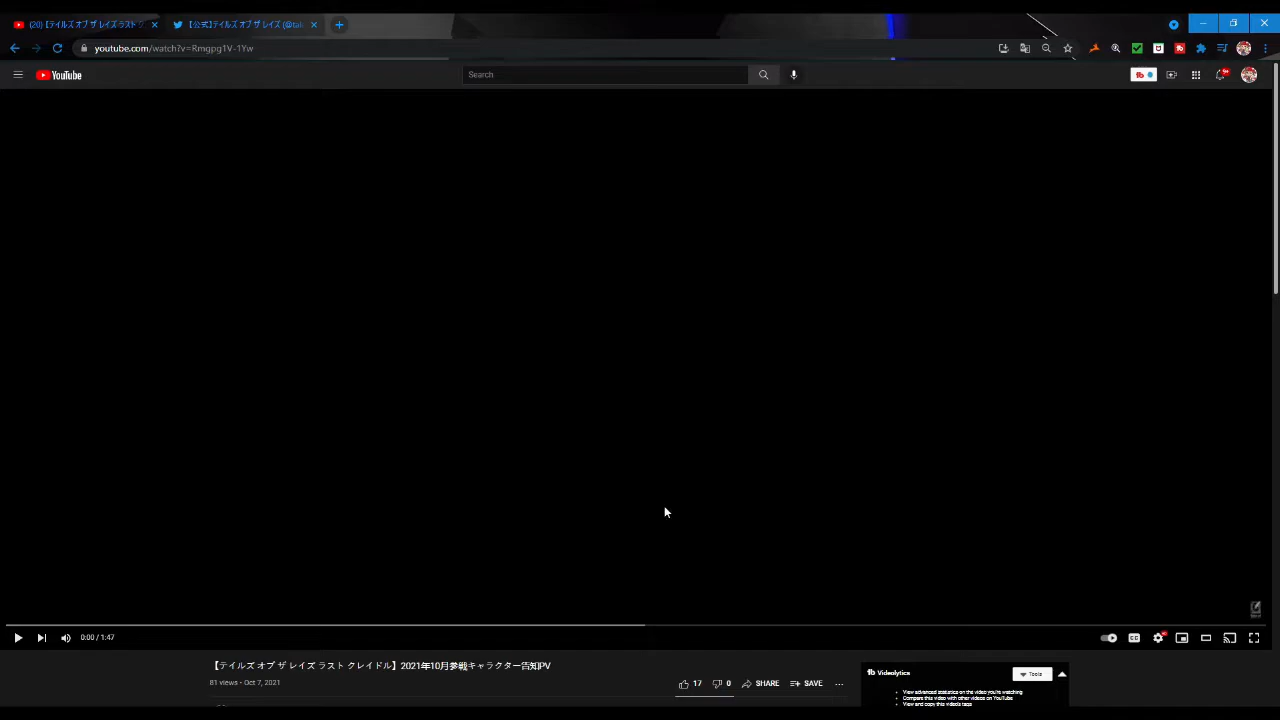 (20) 【テイルズ オブ ザ レイズ ラスト ク
【公式】テイルズ オブ ザ レイズ (@tal
youtube.com/watch?v=Rmgpg1V-1Yw
YouTube
Search
9+
0:00 / 1:47
【テイルズ オブ ザ レイズ ラスト クレイドル】2021年10月参戦キャラクター告知PV
81 views • Oct 7, 2021
17
0
SHARE
SAVE
Videolytics
Tools
View advanced statistics on the video you're watching
Compare this video with other videos on YouTube
View and copy this video's tags